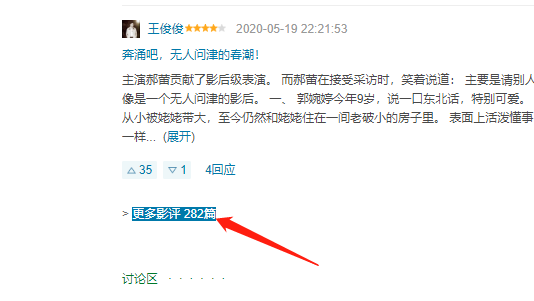 王俊俊 2020-05-19 22:21:53
奔涌吧，无人问津的春潮！
主演郝蕾贡献了影后级表演。 而郝蕾在接受采访时，笑着说道： 主要是请别人
像是一个无人问津的影后。 一、 郭婉婷今年9岁，说一口东北话，特别可爱。
从小被姥姥带大，至今仍然和姥姥住在一间老破小的房子里。 表面上活泼懂事
一样... (展开)
35 1 4回应
> 更多影评 282篇
讨论区 · · · · · ·